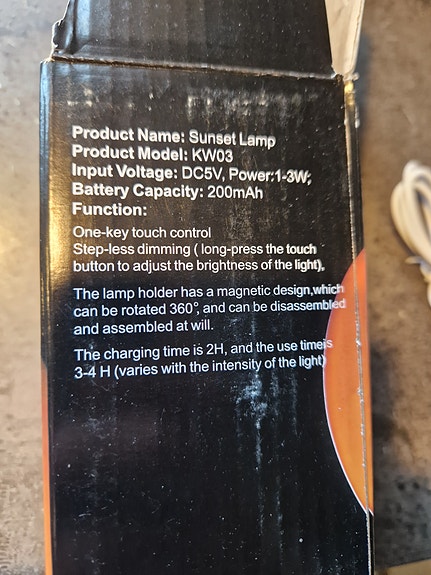 Product Name: Sunset Lamp
Product Model: KW03
Input Voltage: DC5V, Power:1-3W;
Battery Capacity: 200mAh
Function:
One-key touch control
Step-less dimming ( long-press the touch
button to adjust the brightness of the light),
The lamp holder has a magnetic design,which
can be rotated 360°, and can be disassembled
and assembled at will.
The charging time is 2H, and the use timeis
3-4 H (varies with the intensity of the light)